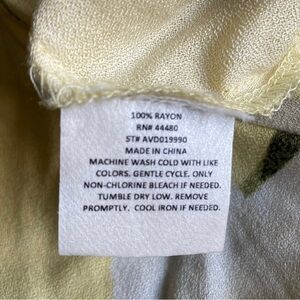 100% RAYON
RN# 44480
ST# AVD019990
MADE IN CHINA
MACHINE WASH COLD WITH LIKE
COLORS. GENTLE CYCLE. ONLY
NON-CHLORINE BLEACH IF NEEDED.
TUMBLE DRY LOW. REMOVE
PROMPTLY. COOL IRON IF NEEDED.